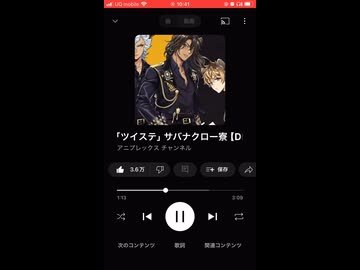 UQ mobile 10:41
曲 動画
「ツイステ」サバナクロー寮【D
アニプレックス チャンネル
3.6万 保存
1:13 3:09
次のコンテンツ 歌詞 関連コンテンツ